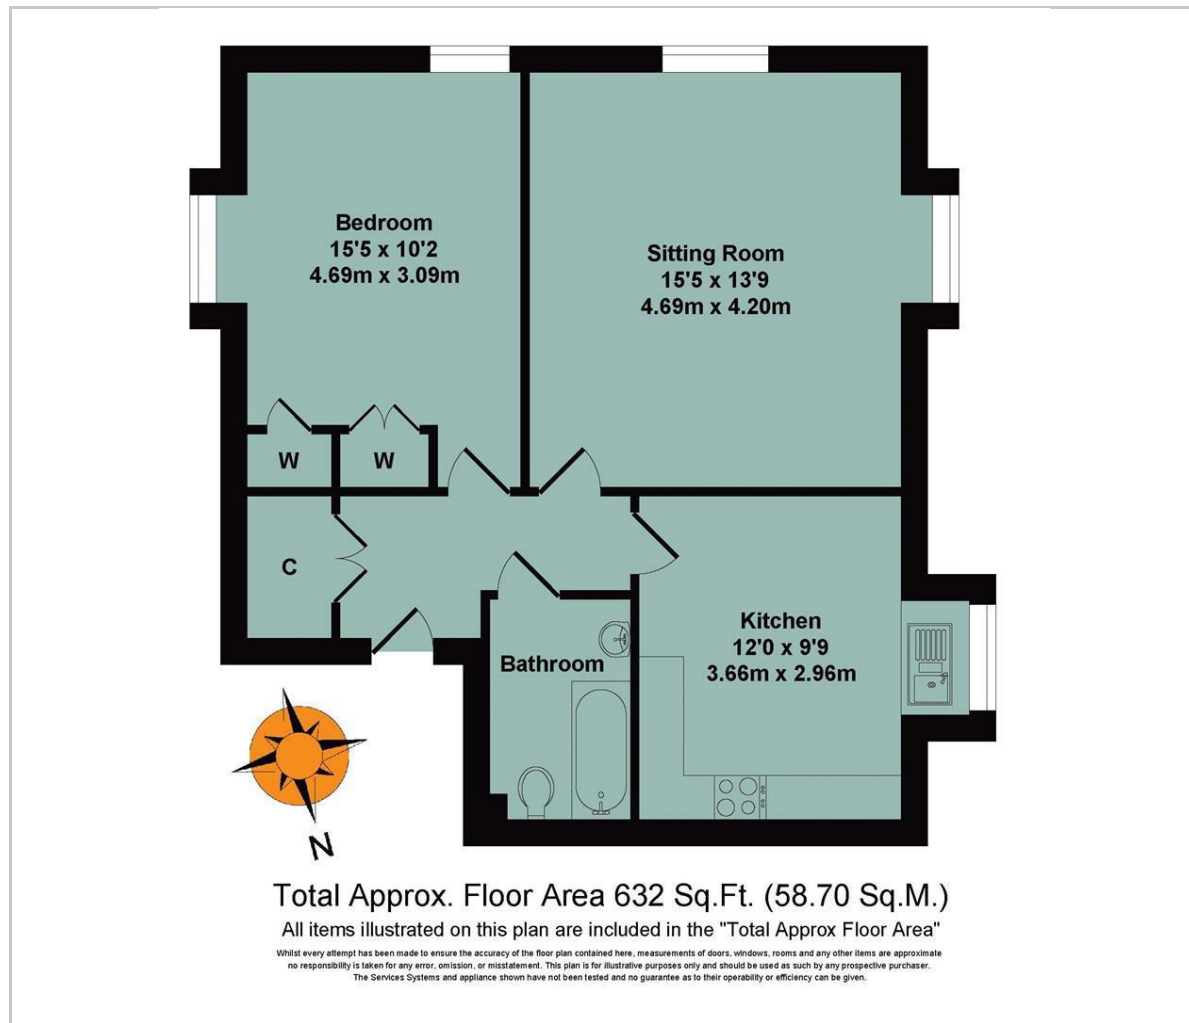 Bedroom
15'5 x 10'2
4.69m x 3.09m
Sitting Room
15'5 x 13'9
4.69m x 4.20m
W
W
C
Kitchen
12'0 x 9'9
3.66m x 2.96m
Bathroom
N
Total Approx. Floor Area 632 Sq.Ft. (58.70 Sq.M.)
All items illustrated on this plan are included in the "Total Approx Floor Area"
Whilst every attempt has been made to ensure the accuracy of the floor plan contained here, measurements of doors, windows, rooms and any other items are approximate
no responsibility is taken for any error, omission, or misstatement. This plan is for illustrative purposes only and should be used as such by any prospective purchaser.
The Services Systems and appliance shown have not been tested and no guarantee as to their operability or efficiency can be given.